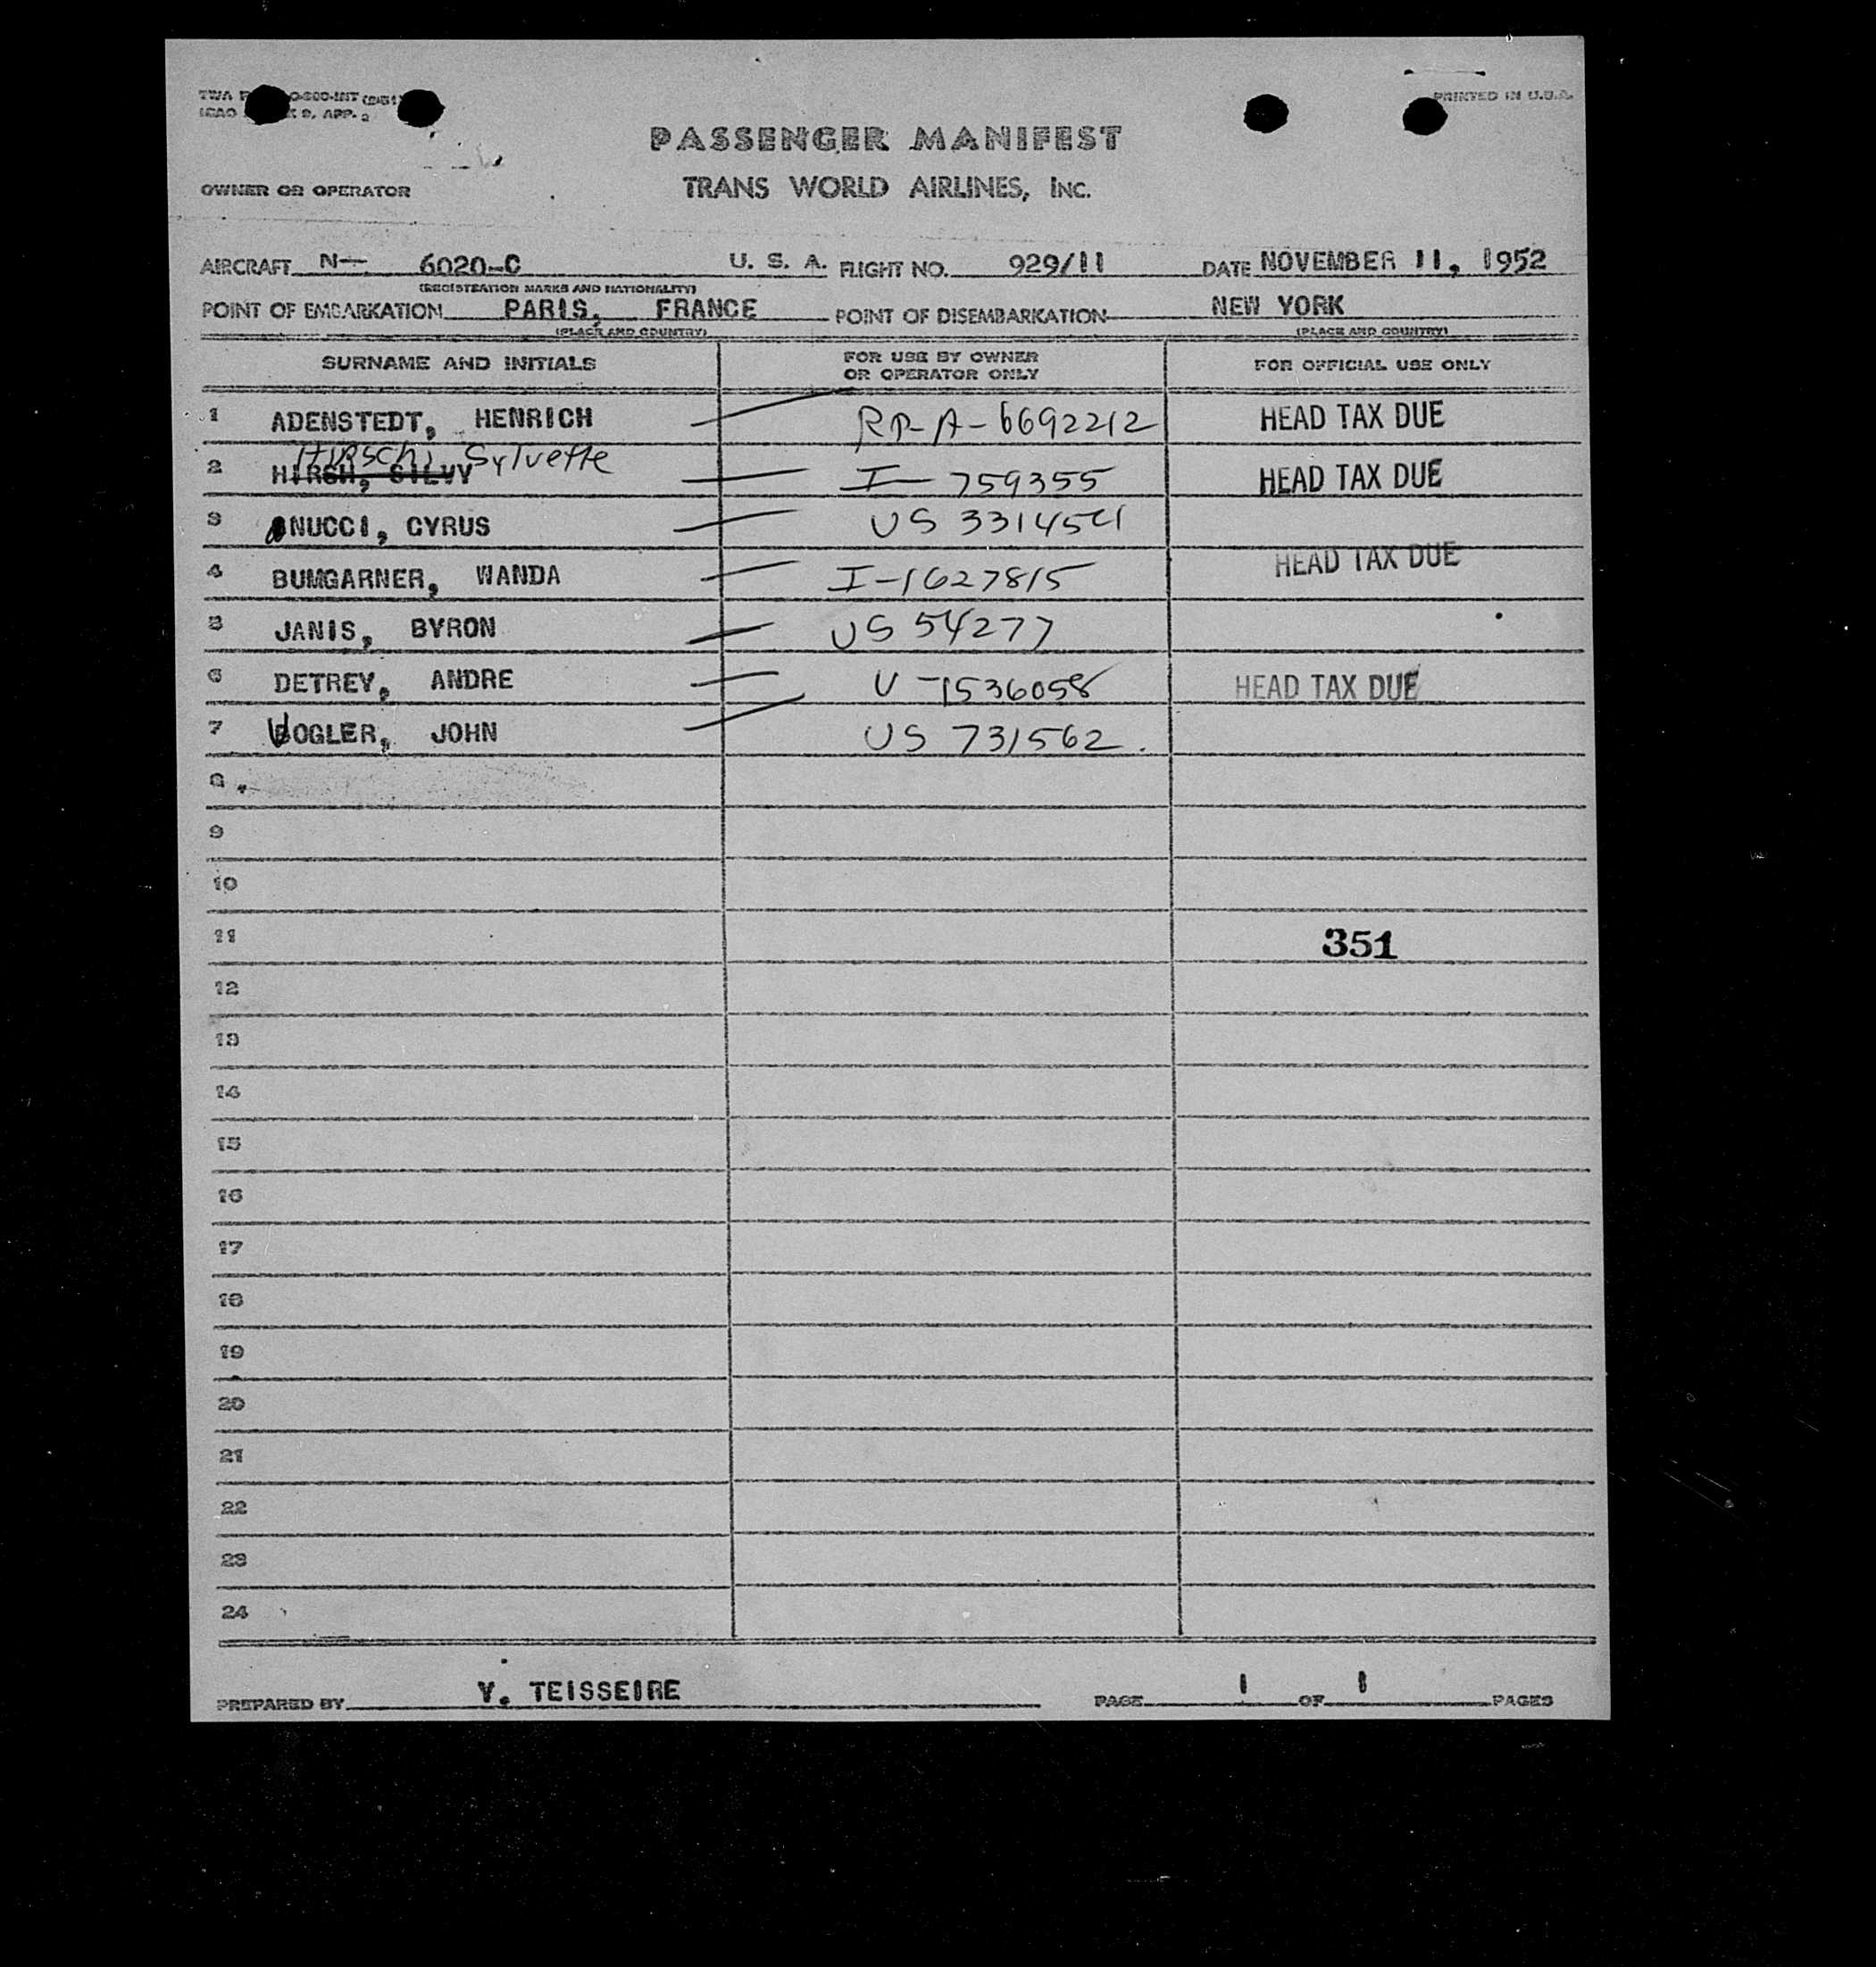 PRINTED IN U.S.A.
PASSENGER MANIFEST
OWNER OR OPERATOR TRANS WORLD AIRLINES, INC.
AIRCRAFT N- 6020-C U. S. A. FLIGHT NO. 929/11 DATE NOVEMBER 11, 1952
(REGISTRATION MARKS AND NATIONALITY)
POINT OF EMBARKATION PARIS, FRANCE POINT OF DISEMBARKATION NEW YORK
(PLACE AND COUNTRY) (PLACE AND COUNTRY)
SURNAME AND INITIALS FOR USE BY OWNER OR OPERATOR ONLY FOR OFFICIAL USE ONLY
1 ADENSTEDT, HENRICH RP-A-6692212 HEAD TAX DUE
Hirschi, Sylvette
2 HIRSH, SILVY I-759355 HEAD TAX DUE
3 NUCCI, CYRUS US 331454
4 BUMGARNER, WANDA I-1627815 HEAD TAX DUE
5 JANIS, BYRON US 54277
6 DETREY, ANDRE V-1536058 HEAD TAX DUE
7 VOGLER, JOHN US 731562.
8
9
10
11 351
12
13
14
15
16
17
18
19
20
21
22
23
24
PREPARED BY Y. TEISSEIRE PAGE 1 OF 1 PAGES